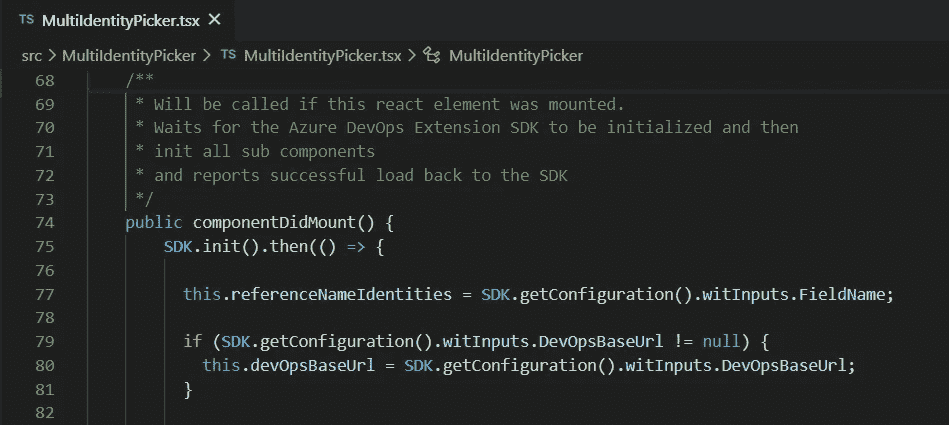 TS MultiIdentityPicker.tsx ×
src > MultiIdentityPicker > TS MultiIdentityPicker.tsx > MultiIdentityPicker
68 /**
69 * Will be called if this react element was mounted.
70 * Waits for the Azure DevOps Extension SDK to be initialized and then
71 * init all sub components
72 * and reports successful load back to the SDK
73 */
74 public componentDidMount() {
75 SDK.init().then(() => {
76
77 this.referenceNameIdentities = SDK.getConfiguration().witInputs.FieldName;
78
79 if (SDK.getConfiguration().witInputs.DevOpsBaseUrl != null) {
80 this.devOpsBaseUrl = SDK.getConfiguration().witInputs.DevOpsBaseUrl;
81 }
82